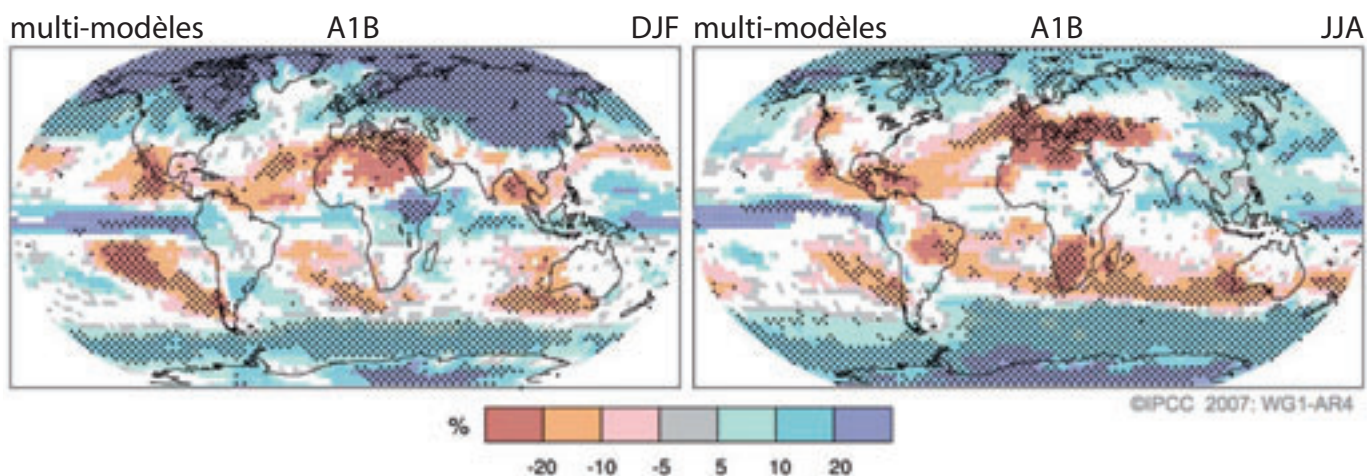 multi-modèles A1B DJF
multi-modèles A1B JJA
©IPCC 2007: WG1-AR4
%
-20 -10 -5 5 10 20